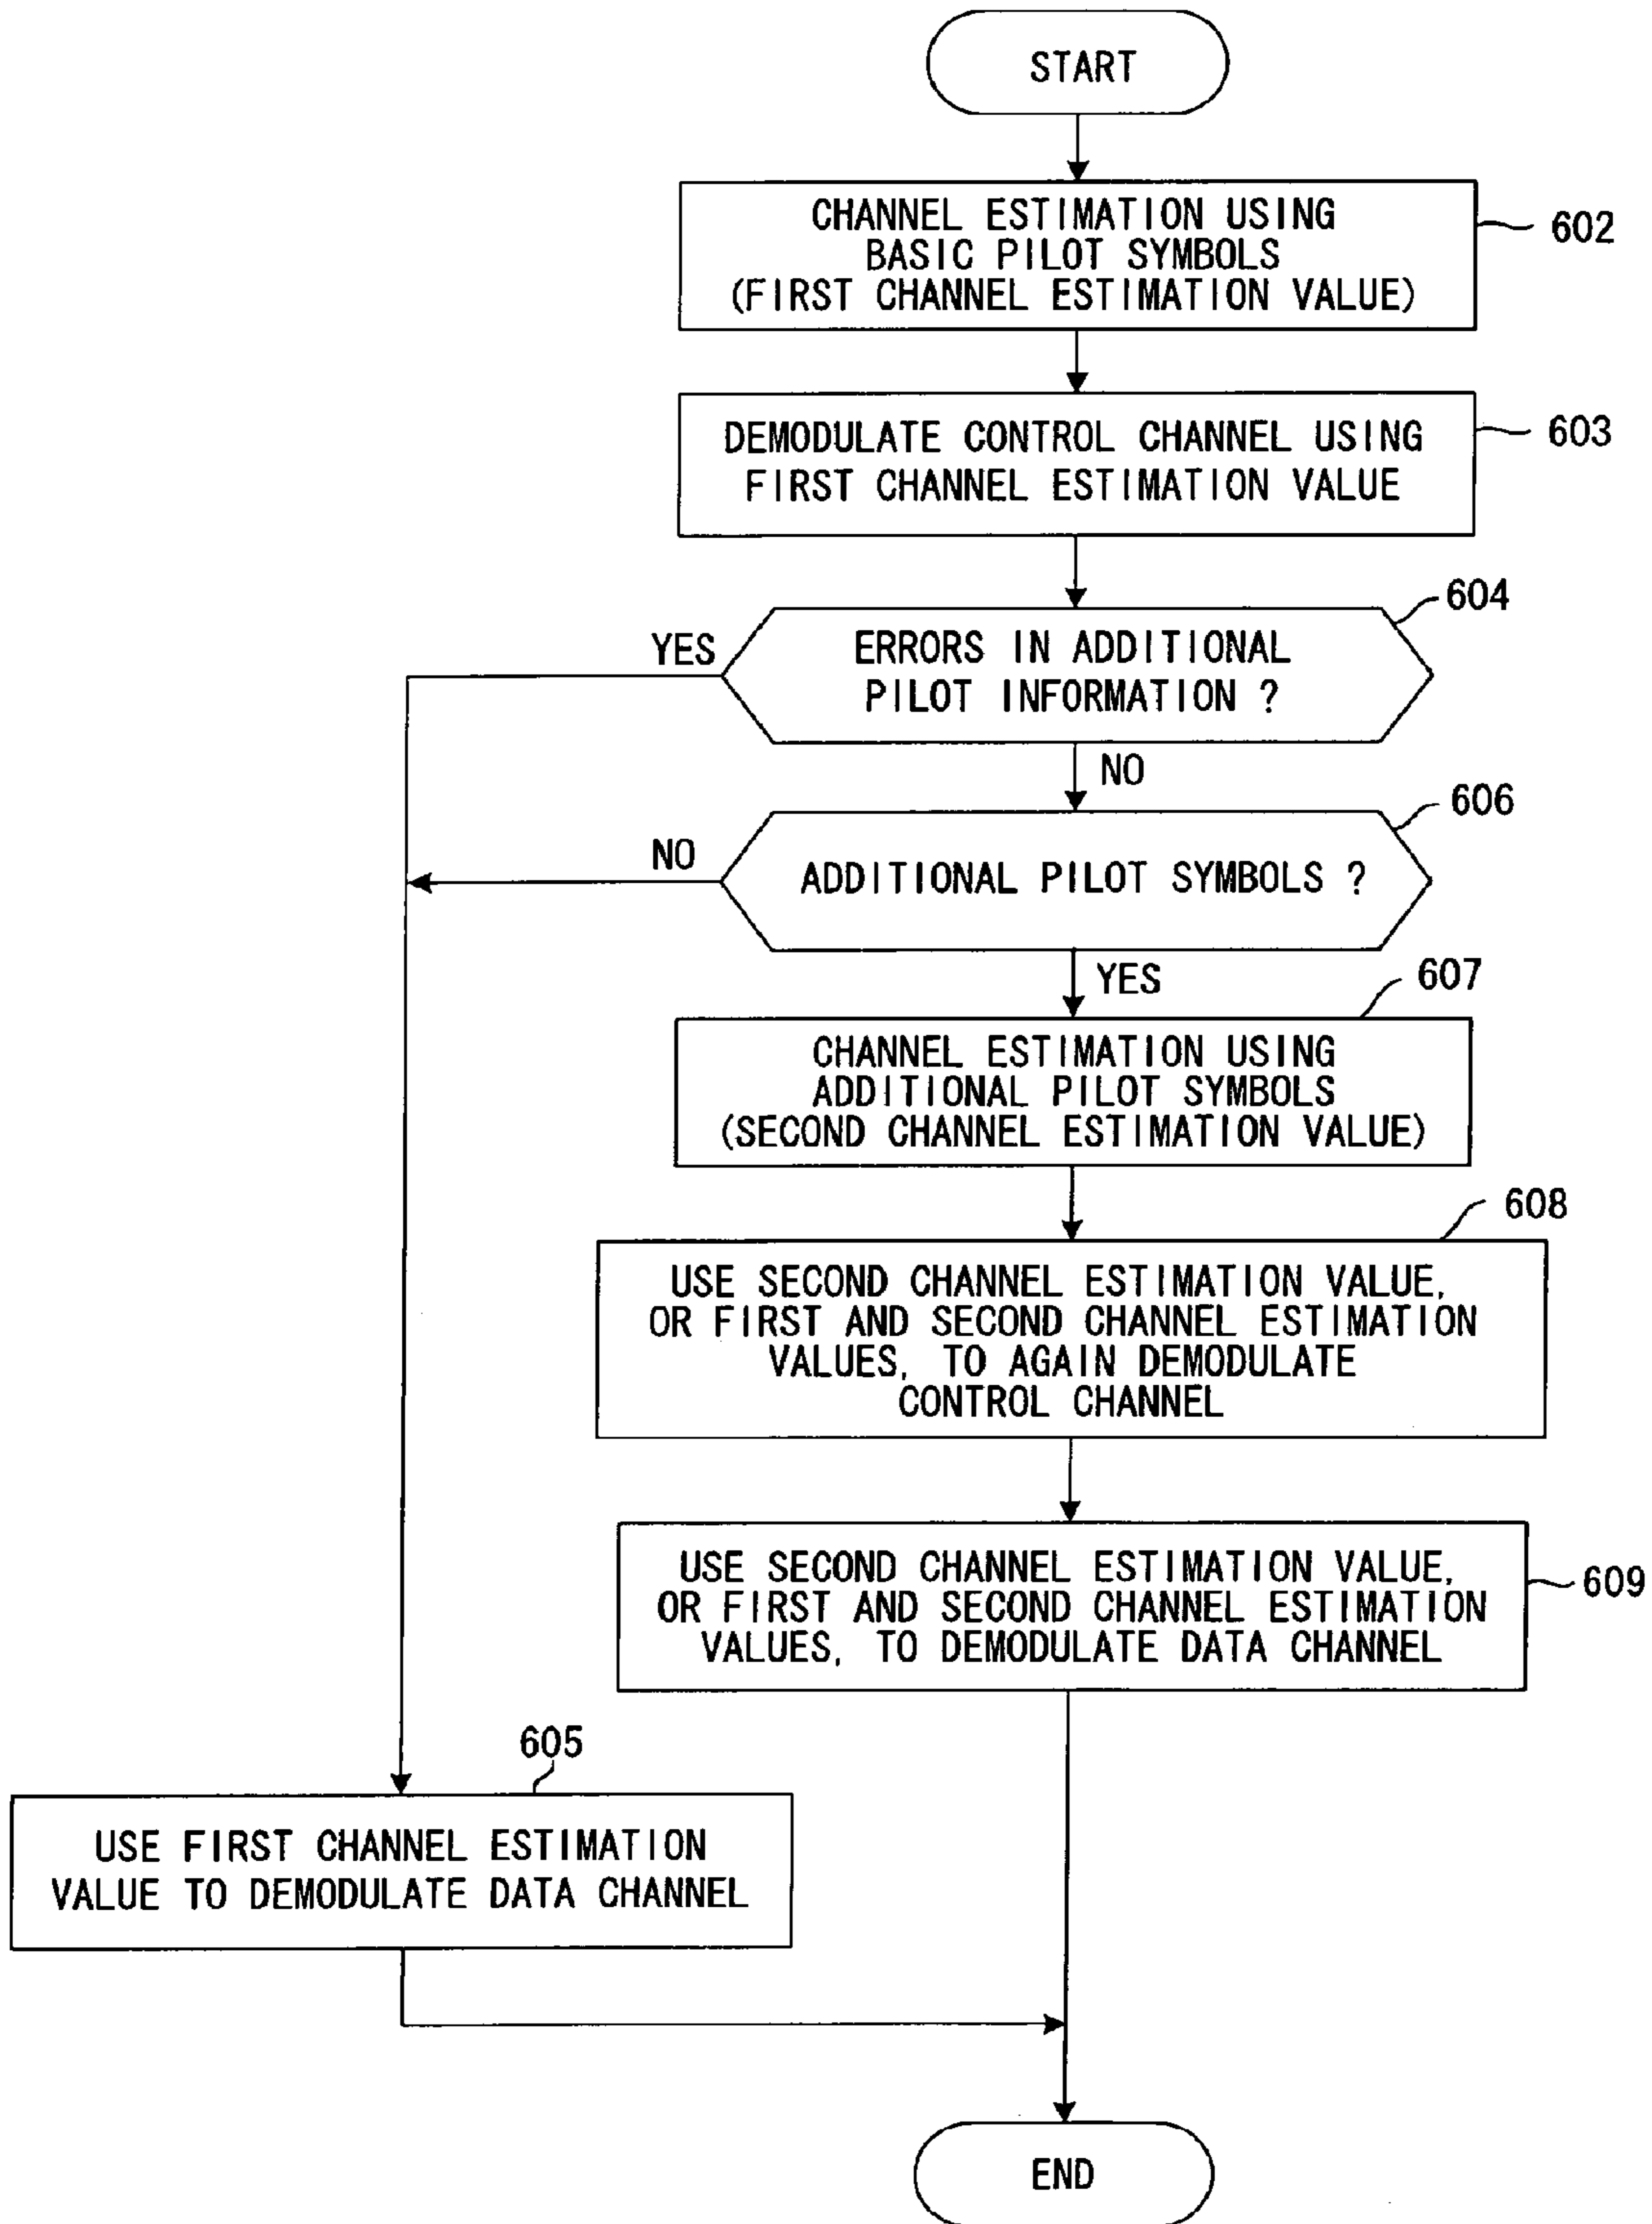 START
CHANNEL ESTIMATION USING
BASIC PILOT SYMBOLS
(FIRST CHANNEL ESTIMATION VALUE)
602
DEMODULATE CONTROL CHANNEL USING
FIRST CHANNEL ESTIMATION VALUE
603
604
YES
ERRORS IN ADDITIONAL
PILOT INFORMATION ?
NO
606
NO
ADDITIONAL PILOT SYMBOLS ?
YES
607
CHANNEL ESTIMATION USING
ADDITIONAL PILOT SYMBOLS
(SECOND CHANNEL ESTIMATION VALUE)
608
USE SECOND CHANNEL ESTIMATION VALUE,
OR FIRST AND SECOND CHANNEL ESTIMATION
VALUES, TO AGAIN DEMODULATE
CONTROL CHANNEL
USE SECOND CHANNEL ESTIMATION VALUE,
OR FIRST AND SECOND CHANNEL ESTIMATION
VALUES, TO DEMODULATE DATA CHANNEL
609
605
USE FIRST CHANNEL ESTIMATION
VALUE TO DEMODULATE DATA CHANNEL
END